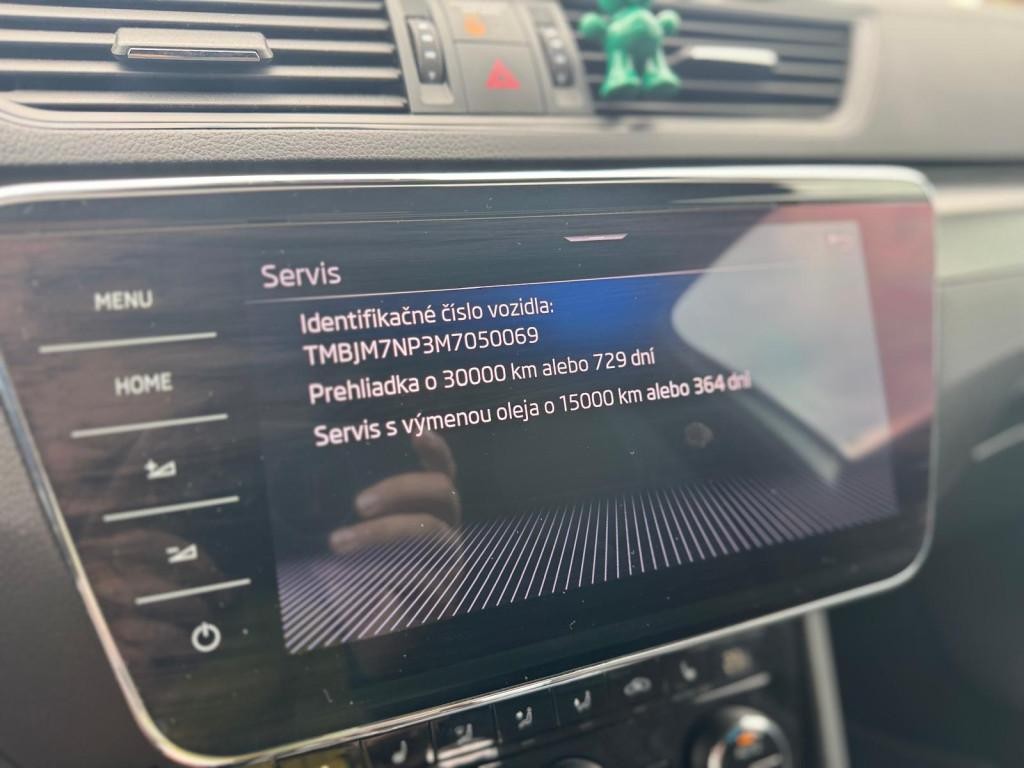 Servis
MENU
Identifikačné číslo vozidla:
TMBJM7NP3M7050069
HOME
Prehliadka o 30000 km alebo 729 dní
Servis s výmenou oleja o 15000 km alebo 364 dní